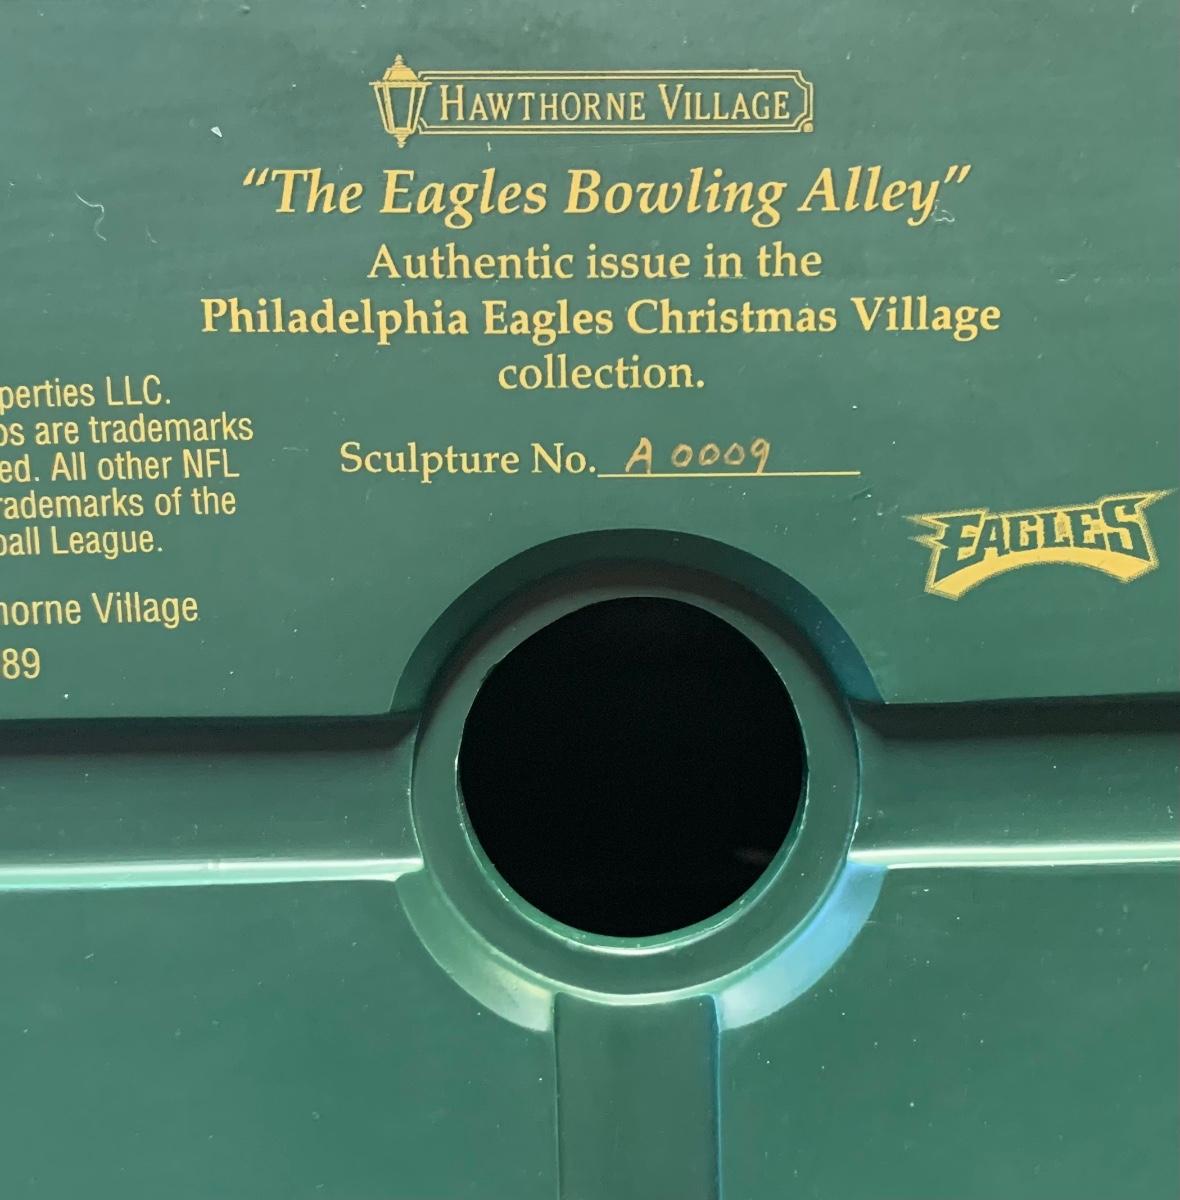 HAWTHORNE VILLAGE
"The Eagles Bowling Alley"
Authentic issue in the
Philadelphia Eagles Christmas Village
collection.
Sculpture No. A0009
perties LLC.
os are trademarks
ed. All other NFL
rademarks of the
ball League.
horne Village
89
EAGLES